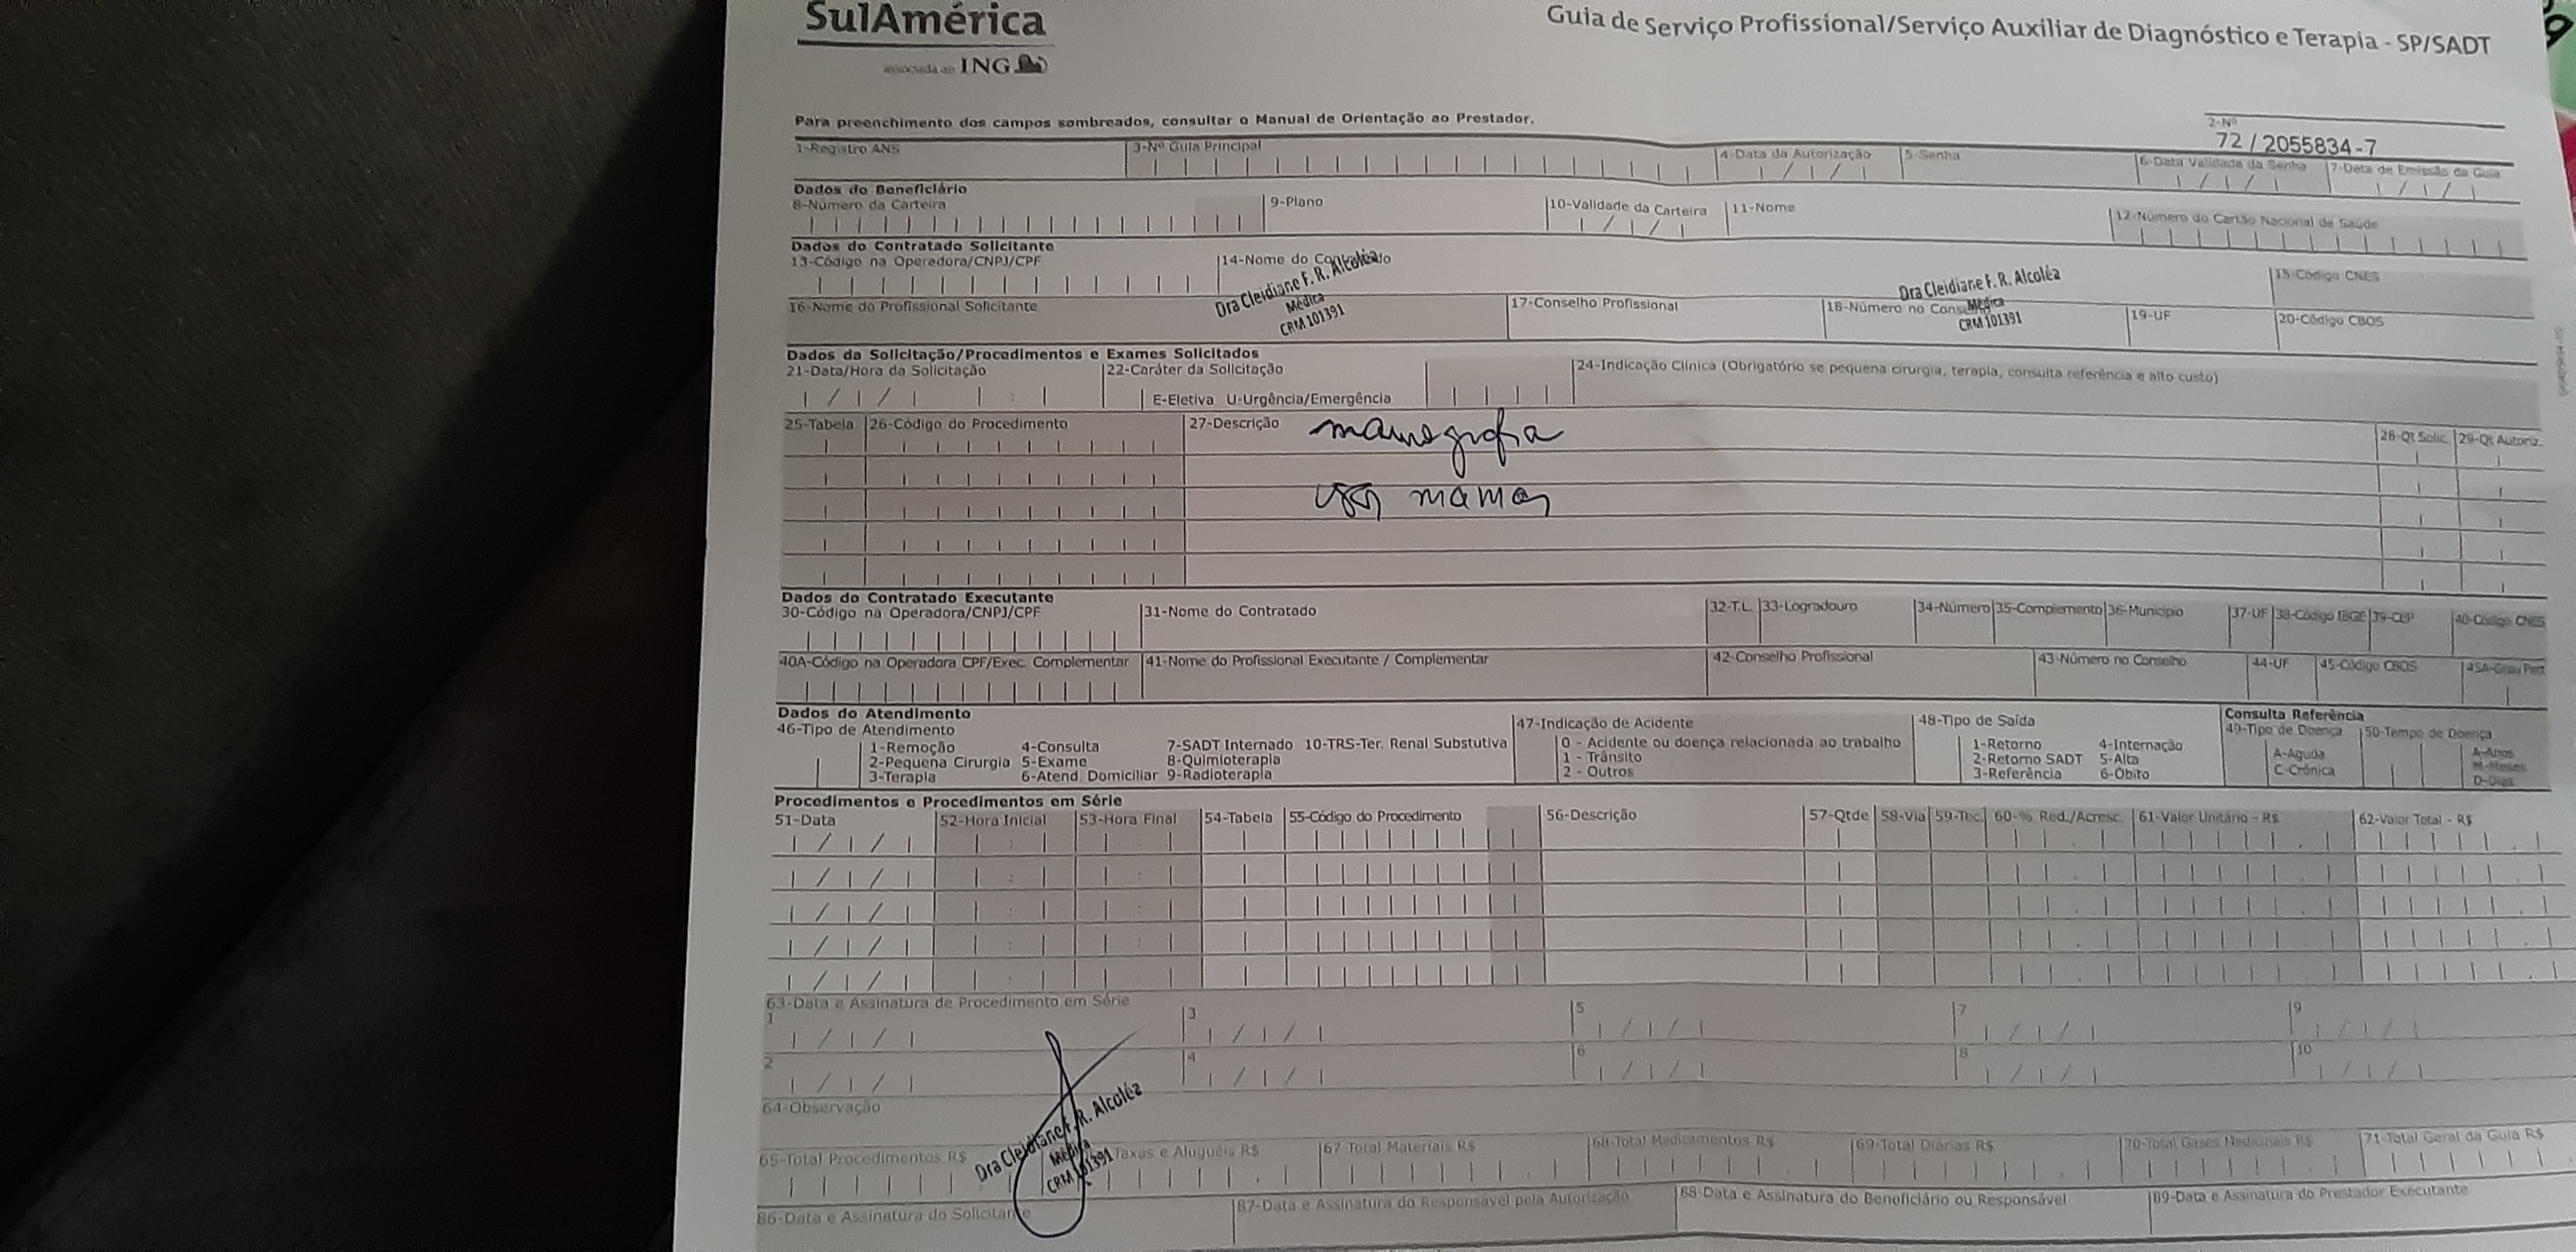 SulAmérica
associada ao ING
Guia de Serviço Profissional/Serviço Auxiliar de Diagnóstico e Terapia - SP/SADT
Para preenchimento dos campos sombreados, consultar o Manual de Orientação ao Prestador.
2-Nº
72 / 2055834-7
1-Registro ANS
3-Nº Guia Principal
4-Data da Autorização
5-Senha
6-Data Validade da Senha
7-Data de Emissão da Guia
Dados do Beneficiário
8-Número da Carteira
9-Plano
10-Validade da Carteira
11-Nome
12-Número do Cartão Nacional de Saúde
Dados do Contratado Solicitante
13-Código na Operadora/CNPJ/CPF
14-Nome do Contratado
15-Código CNES
Dra Cleidiane F. R. Alcoléa
Médica
CRM 101391
Dra Cleidiane F. R. Alcoléa
Médica
CRM 101391
16-Nome do Profissional Solicitante
17-Conselho Profissional
18-Número no Conselho
19-UF
20-Código CBOS
Dados da Solicitação/Procedimentos e Exames Solicitados
21-Data/Hora da Solicitação
22-Caráter da Solicitação
E-Eletiva U-Urgência/Emergência
24-Indicação Clínica (Obrigatório se pequena cirurgia, terapia, consulta referência e alto custo)
25-Tabela
26-Código do Procedimento
27-Descrição
28-Qt Solic.
29-Qt Autoriz.
mamografia
mamas
Dados do Contratado Executante
30-Código na Operadora/CNPJ/CPF
31-Nome do Contratado
32-T.L.
33-Logradouro
34-Número
35-Complemento
36-Município
37-UF
38-Código IBGE
39-CEP
40-Código CNES
40A-Código na Operadora CPF/Exec. Complementar
41-Nome do Profissional Executante / Complementar
42-Conselho Profissional
43-Número no Conselho
44-UF
45-Código CBOS
45A-Grau Part
Dados do Atendimento
46-Tipo de Atendimento
1-Remoção 4-Consulta 7-SADT Internado 10-TRS-Ter. Renal Substutiva
2-Pequena Cirurgia 5-Exame 8-Quimioterapia
3-Terapia 6-Atend. Domiciliar 9-Radioterapia
47-Indicação de Acidente
0 - Acidente ou doença relacionada ao trabalho
1 - Trânsito
2 - Outros
48-Tipo de Saída
1-Retorno 4-Internação
2-Retorno SADT 5-Alta
3-Referência 6-Óbito
Consulta Referência
49-Tipo de Doença
A-Aguda
C-Crônica
50-Tempo de Doença
A-Anos
M-Meses
D-Dias
Procedimentos e Procedimentos em Série
51-Data
52-Hora Inicial
53-Hora Final
54-Tabela
55-Código do Procedimento
56-Descrição
57-Qtde
58-Via
59-Tec.
60-% Red./Acresc.
61-Valor Unitário - R$
62-Valor Total - R$
63-Data e Assinatura de Procedimento em Série
1
3
5
7
9
2
4
6
8
10
64-Observação
Dra Cleidiane F. R. Alcoléa
Médica
CRM 101391
65-Total Procedimentos R$
Taxas e Aluguéis R$
67-Total Materiais R$
68-Total Medicamentos R$
69-Total Diárias R$
70-Total Gases Medicinais R$
71-Total Geral da Guia R$
86-Data e Assinatura do Solicitante
87-Data e Assinatura do Responsável pela Autorização
88-Data e Assinatura do Beneficiário ou Responsável
89-Data e Assinatura do Prestador Executante